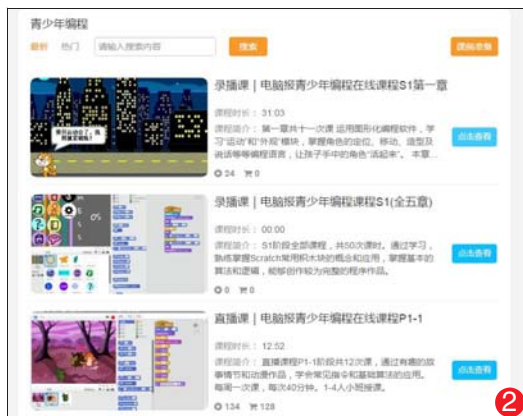 青少年编程
最新 热门 请输入搜索内容 搜索 课前准备
录播课 | 电脑报青少年编程在线课程S1第一章
课程时长： 31:03
课程简介： 第一章共十一次课 运用图形化编程软件，学
习“运动”和“外观”模块，掌握角色的定位、移动、造型及
说话等等编程语言，让孩子手中的角色“活起来”。 本章...
点击查看
24 0
录播课 | 电脑报青少年编程课程S1(全五章)
课程时长： 00:00
课程简介： S1阶段全部课程，共50次课时。通过学习，
熟练掌握Scratch常用积木块的概念和应用，掌握基本的
算法和逻辑，能够创作较为完整的程序作品。
点击查看
0 0
直播课 | 电脑报青少年编程在线课程P1-1
课程时长： 12:52
课程简介： 直播课程P1-1阶段共12次课，通过有趣的故
事情节和动漫作品，学会常见指令和基础算法的应用。
每周一次课，每次40分钟。1-4人小班授课。
点击查看
134 128
2